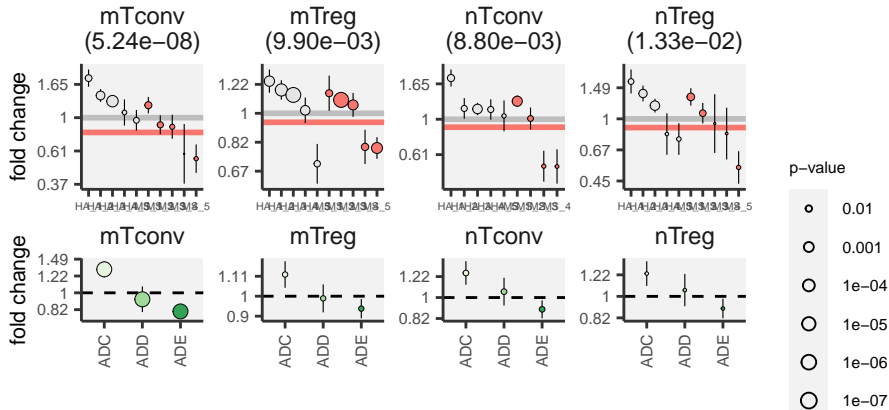 mTconv
(5.24e−08)
mTreg
(9.90e−03)
nTconv
(8.80e−03)
nTreg
(1.33e−02)
fold change
1.65
1
0.61
0.37
1.22
1
0.82
0.67
1.65
1
0.61
1.49
1
0.67
0.45
mTconv
mTreg
nTconv
nTreg
fold change
1.49
1.22
1
0.82
1.11
1
0.9
1.22
1
0.82
1.22
1
0.82
ADC
ADD
ADE
ADC
ADD
ADE
ADC
ADD
ADE
ADC
ADD
ADE
p−value
0.01
0.001
1e−04
1e−05
1e−06
1e−07